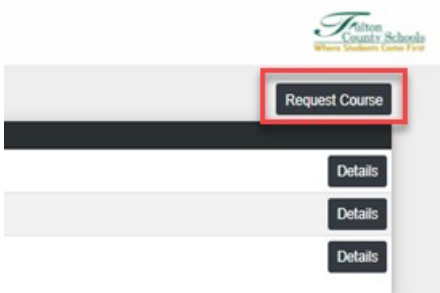 Fulton
County Schools
Where Students Come First
Request Course
Details
Details
Details